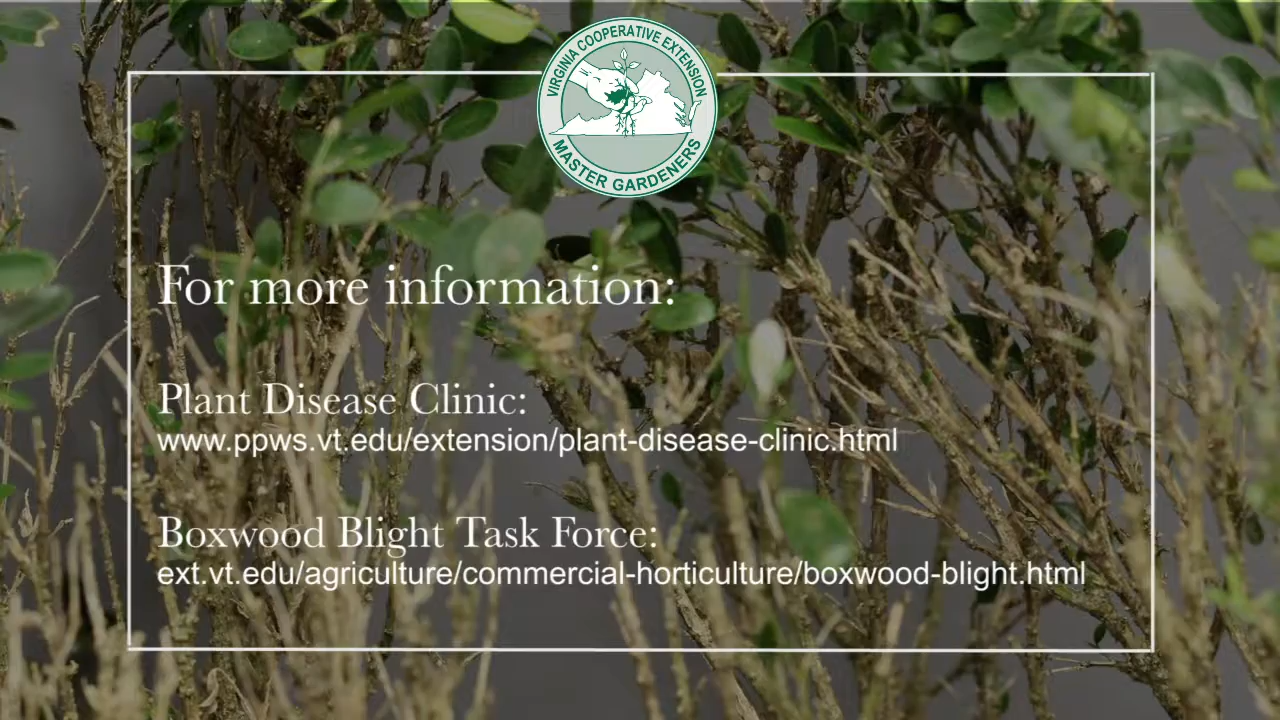 VIRGINIA COOPERATIVE EXTENSION
MASTER GARDENERS
For more information:
Plant Disease Clinic:
www.ppws.vt.edu/extension/plant-disease-clinic.html
Boxwood Blight Task Force:
ext.vt.edu/agriculture/commercial-horticulture/boxwood-blight.html